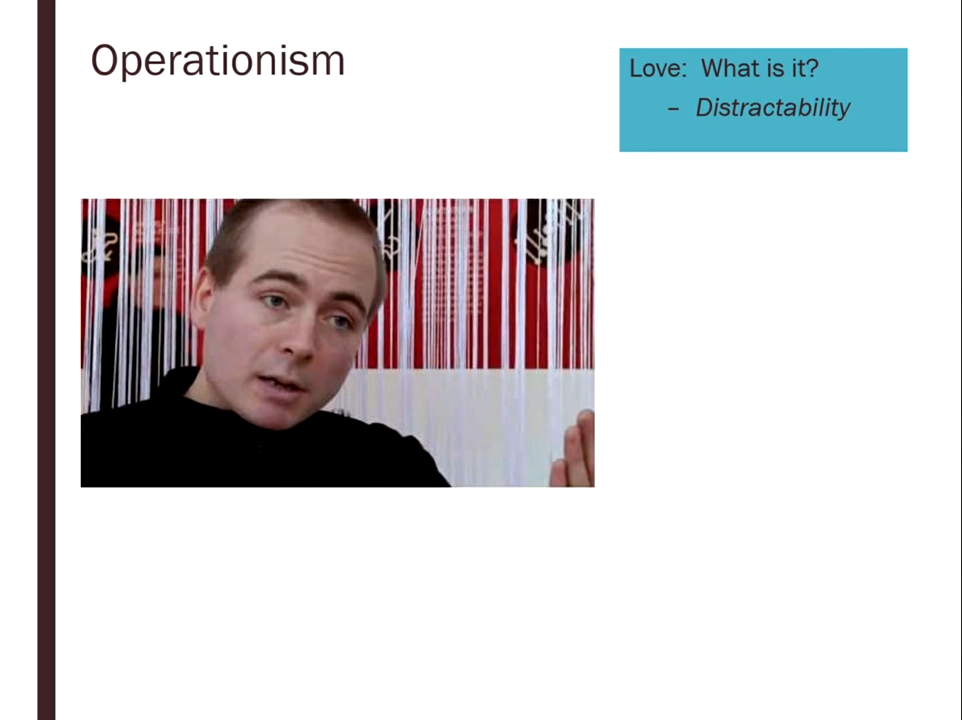 Operationism
Love: What is it?
– Distractability